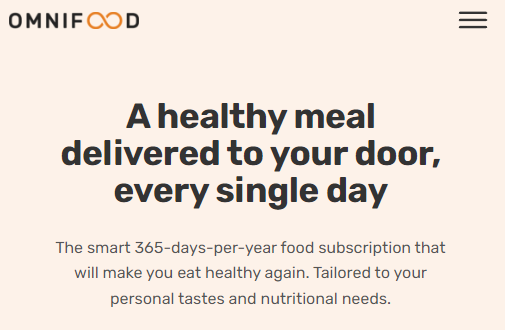 OMNIFOOD
A healthy meal
delivered to your door,
every single day
The smart 365-days-per-year food subscription that
will make you eat healthy again. Tailored to your
personal tastes and nutritional needs.